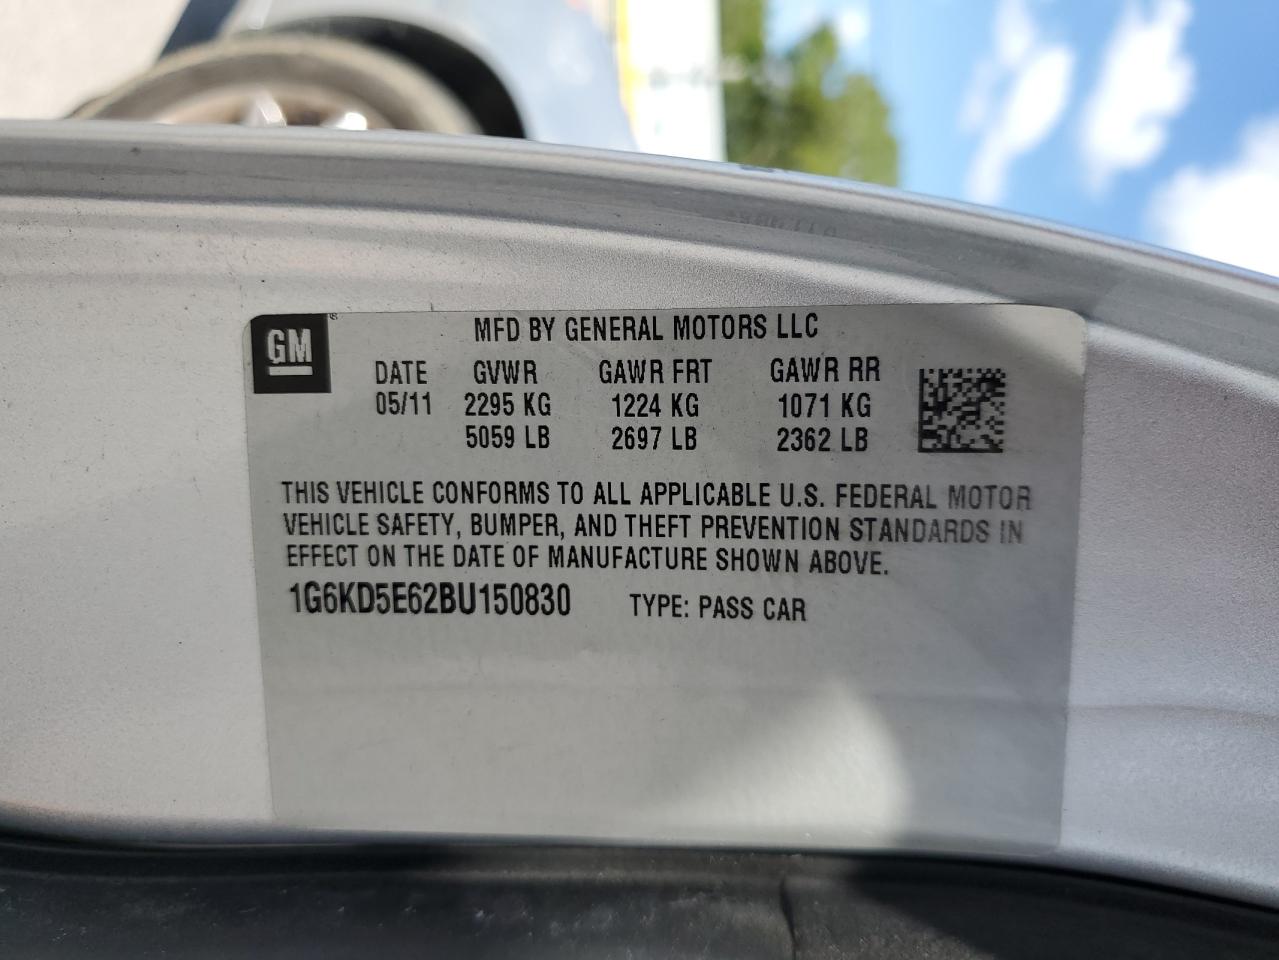 GM
MFD BY GENERAL MOTORS LLC
DATE GVWR GAWR FRT GAWR RR
05/11 2295 KG 1224 KG 1071 KG
5059 LB 2697 LB 2362 LB
THIS VEHICLE CONFORMS TO ALL APPLICABLE U.S. FEDERAL MOTOR
VEHICLE SAFETY, BUMPER, AND THEFT PREVENTION STANDARDS IN
EFFECT ON THE DATE OF MANUFACTURE SHOWN ABOVE.
1G6KD5E62BU150830 TYPE: PASS CAR